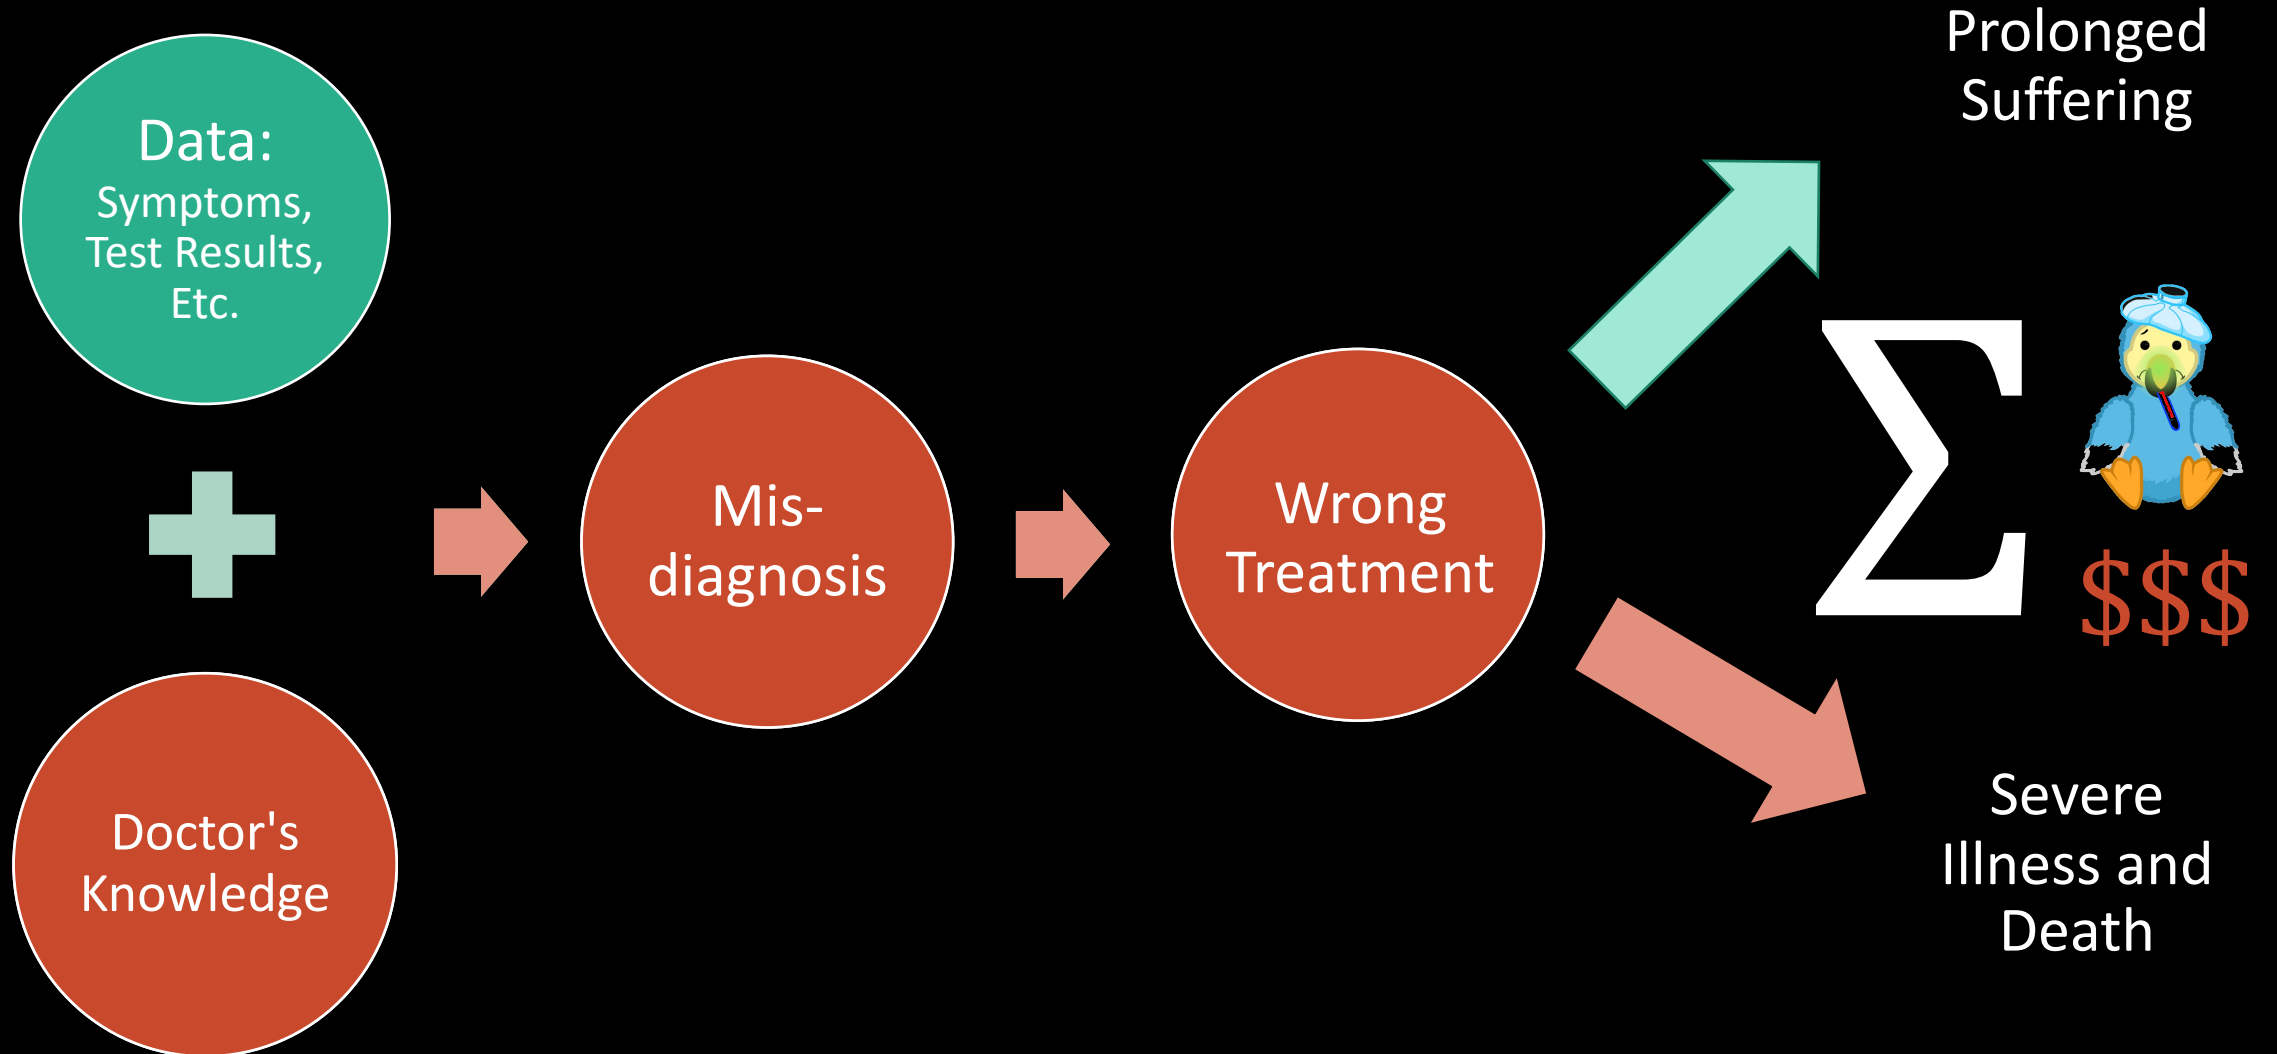 Data:
Symptoms,
Test Results,
Etc.
Doctor's
Knowledge
Mis-
diagnosis
Wrong
Treatment
Prolonged
Suffering
Σ
$$$
Severe
Illness and
Death